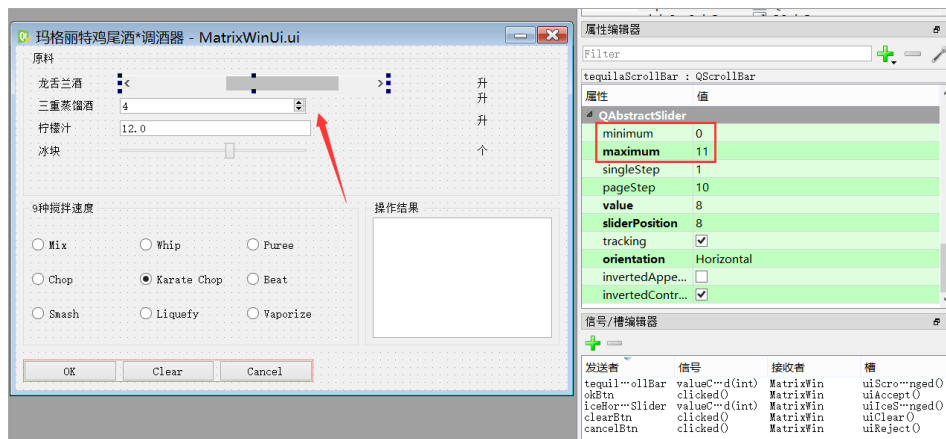 玛格丽特鸡尾酒*调酒器 - MatrixWinUi.ui
原料
龙舌兰酒 升
三重蒸馏酒 4 升
柠檬汁 12.0 升
冰块 个
9种搅拌速度
Mix Whip Puree
Chop Karate Chop Beat
Smash Liquefy Vaporize
操作结果
OK Clear Cancel
属性编辑器
Filter
tequilaScrollBar : QScrollBar
属性 值
QAbstractSlider
minimum 0
maximum 11
singleStep 1
pageStep 10
value 8
sliderPosition 8
tracking
orientation Horizontal
invertedAppe...
invertedContr...
信号/槽编辑器
发送者 信号 接收者 槽
tequil…ollBar valueC…d(int) MatrixWin uiScro…nged()
okBtn clicked() MatrixWin uiAccept()
iceHor…Slider valueC…d(int) MatrixWin uiIceS…nged()
clearBtn clicked() MatrixWin uiClear()
cancelBtn clicked() MatrixWin uiReject()